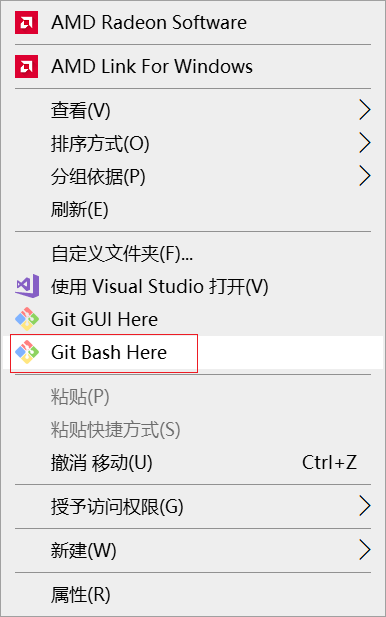 AMD Radeon Software
AMD Link For Windows
查看(V)
排序方式(O)
分组依据(P)
刷新(E)
自定义文件夹(F)...
使用 Visual Studio 打开(V)
Git GUI Here
Git Bash Here
粘贴(P)
粘贴快捷方式(S)
撤消 移动(U) Ctrl+Z
授予访问权限(G)
新建(W)
属性(R)